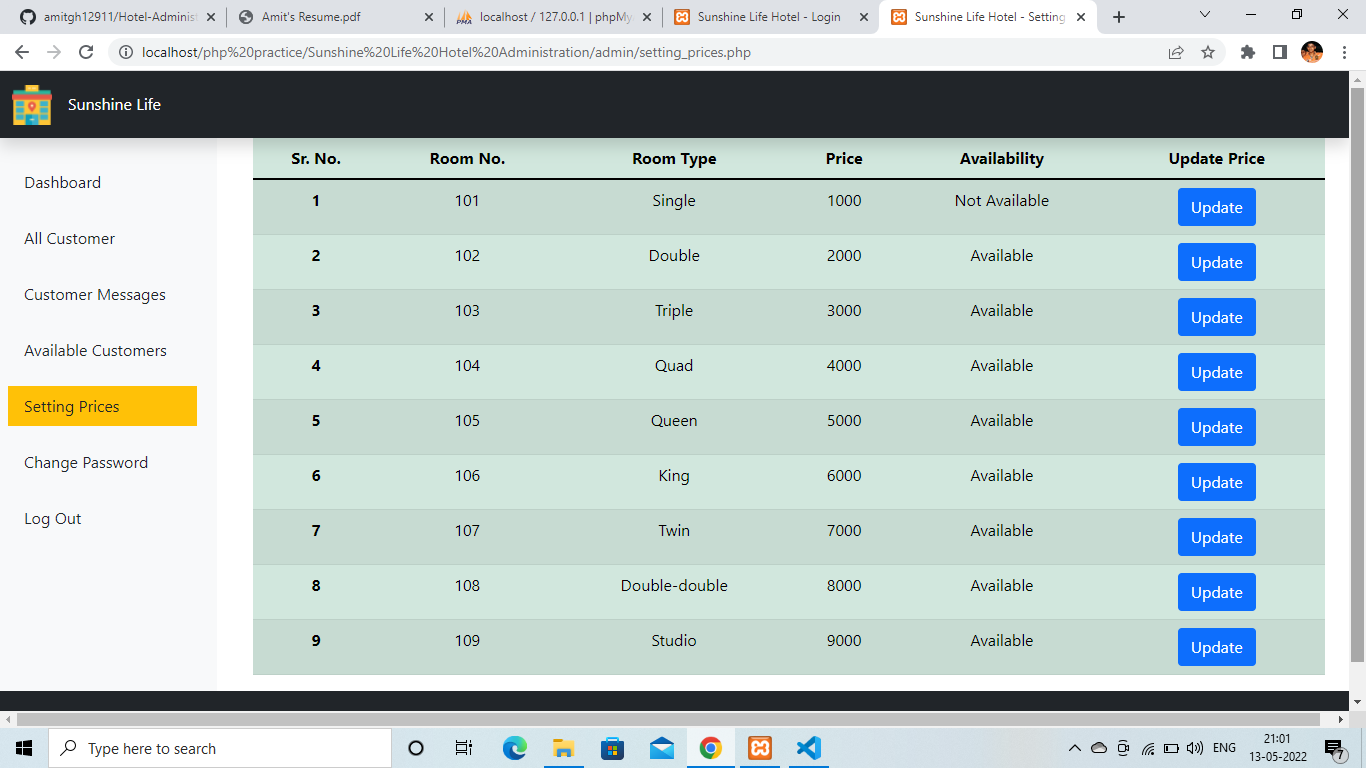 amitgh12911/Hotel-Administ
Amit's Resume.pdf
localhost / 127.0.0.1 | phpMy
Sunshine Life Hotel - Login
Sunshine Life Hotel - Setting
localhost/php%20practice/Sunshine%20Life%20Hotel%20Administration/admin/setting_prices.php
Sunshine Life
Dashboard
All Customer
Customer Messages
Available Customers
Setting Prices
Change Password
Log Out
Sr. No. Room No. Room Type Price Availability Update Price
1 101 Single 1000 Not Available Update
2 102 Double 2000 Available Update
3 103 Triple 3000 Available Update
4 104 Quad 4000 Available Update
5 105 Queen 5000 Available Update
6 106 King 6000 Available Update
7 107 Twin 7000 Available Update
8 108 Double-double 8000 Available Update
9 109 Studio 9000 Available Update
Type here to search
ENG
21:01
13-05-2022
7